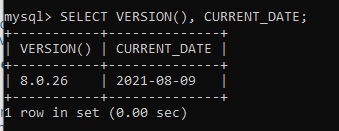 mysql> SELECT VERSION(), CURRENT_DATE;
+-----------+--------------+
| VERSION() | CURRENT_DATE |
+-----------+--------------+
| 8.0.26    | 2021-08-09   |
+-----------+--------------+
1 row in set (0.00 sec)